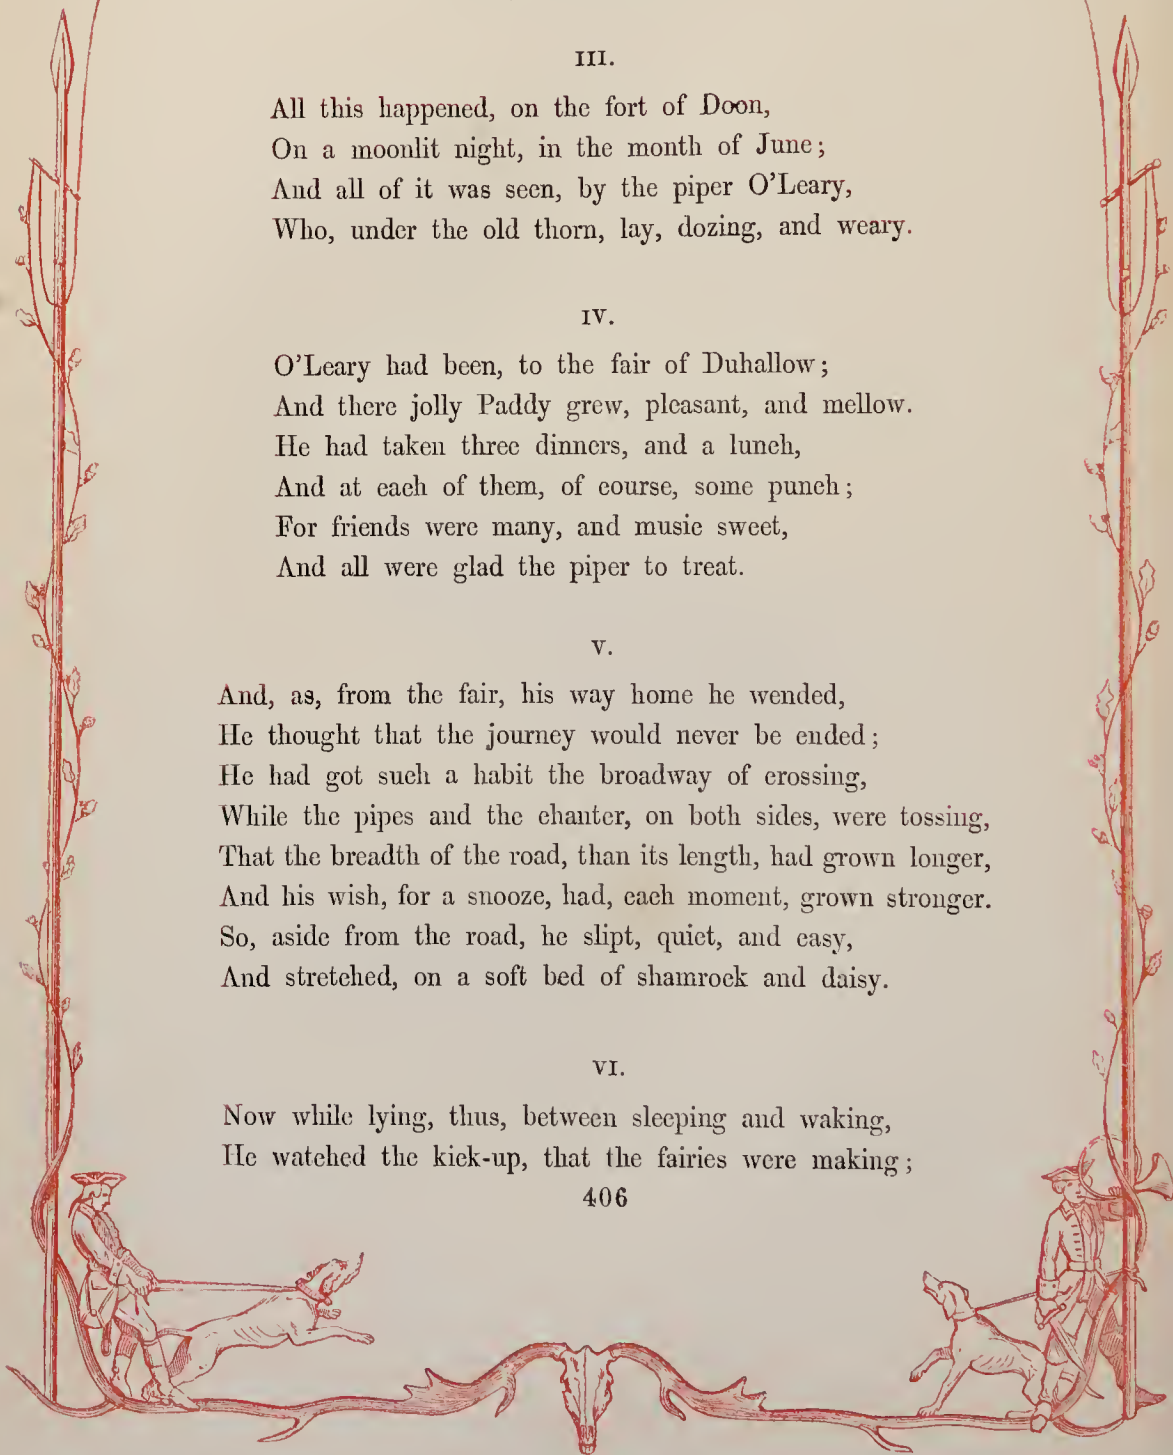 III.
All this happened, on the fort of Doon,
On a moonlit night, in the month of June;
And all of it was seen, by the piper O'Leary,
Who, under the old thorn, lay, dozing, and weary.
IV.
O'Leary had been, to the fair of Duhallow;
And there jolly Paddy grew, pleasant, and mellow.
He had taken three dinners, and a lunch,
And at each of them, of course, some punch;
For friends were many, and music sweet,
And all were glad the piper to treat.
V.
And, as, from the fair, his way home he wended,
He thought that the journey would never be ended;
He had got such a habit the broadway of crossing,
While the pipes and the chanter, on both sides, were tossing,
That the breadth of the road, than its length, had grown longer,
And his wish, for a snooze, had, each moment, grown stronger.
So, aside from the road, he slipt, quiet, and easy,
And stretched, on a soft bed of shamrock and daisy.
VI.
Now while lying, thus, between sleeping and waking,
He watched the kick-up, that the fairies were making;
406